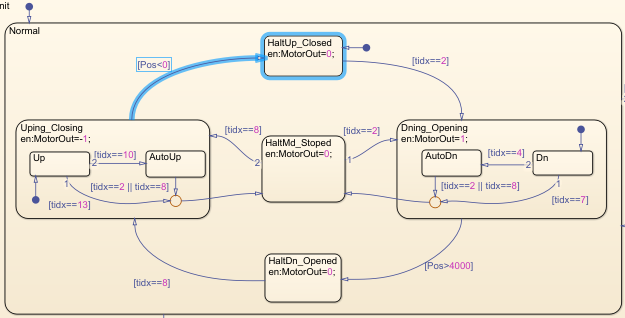 nit
Normal
HaltUp_Closed
en:MotorOut=0;
[Pos<0]
[tidx==2]
Uping_Closing
en:MotorOut=-1;
Up
2
[tidx==10]
AutoUp
1
[tidx==2 || tidx==8]
[tidx==13]
[tidx==8]
2
HaltMd_Stoped
en:MotorOut=0;
[tidx==2]
1
Dning_Opening
en:MotorOut=1;
AutoDn
[tidx==4]
2
Dn
1
[tidx==2 || tidx==8]
[tidx==7]
HaltDn_Opened
en:MotorOut=0;
[tidx==8]
[Pos>4000]